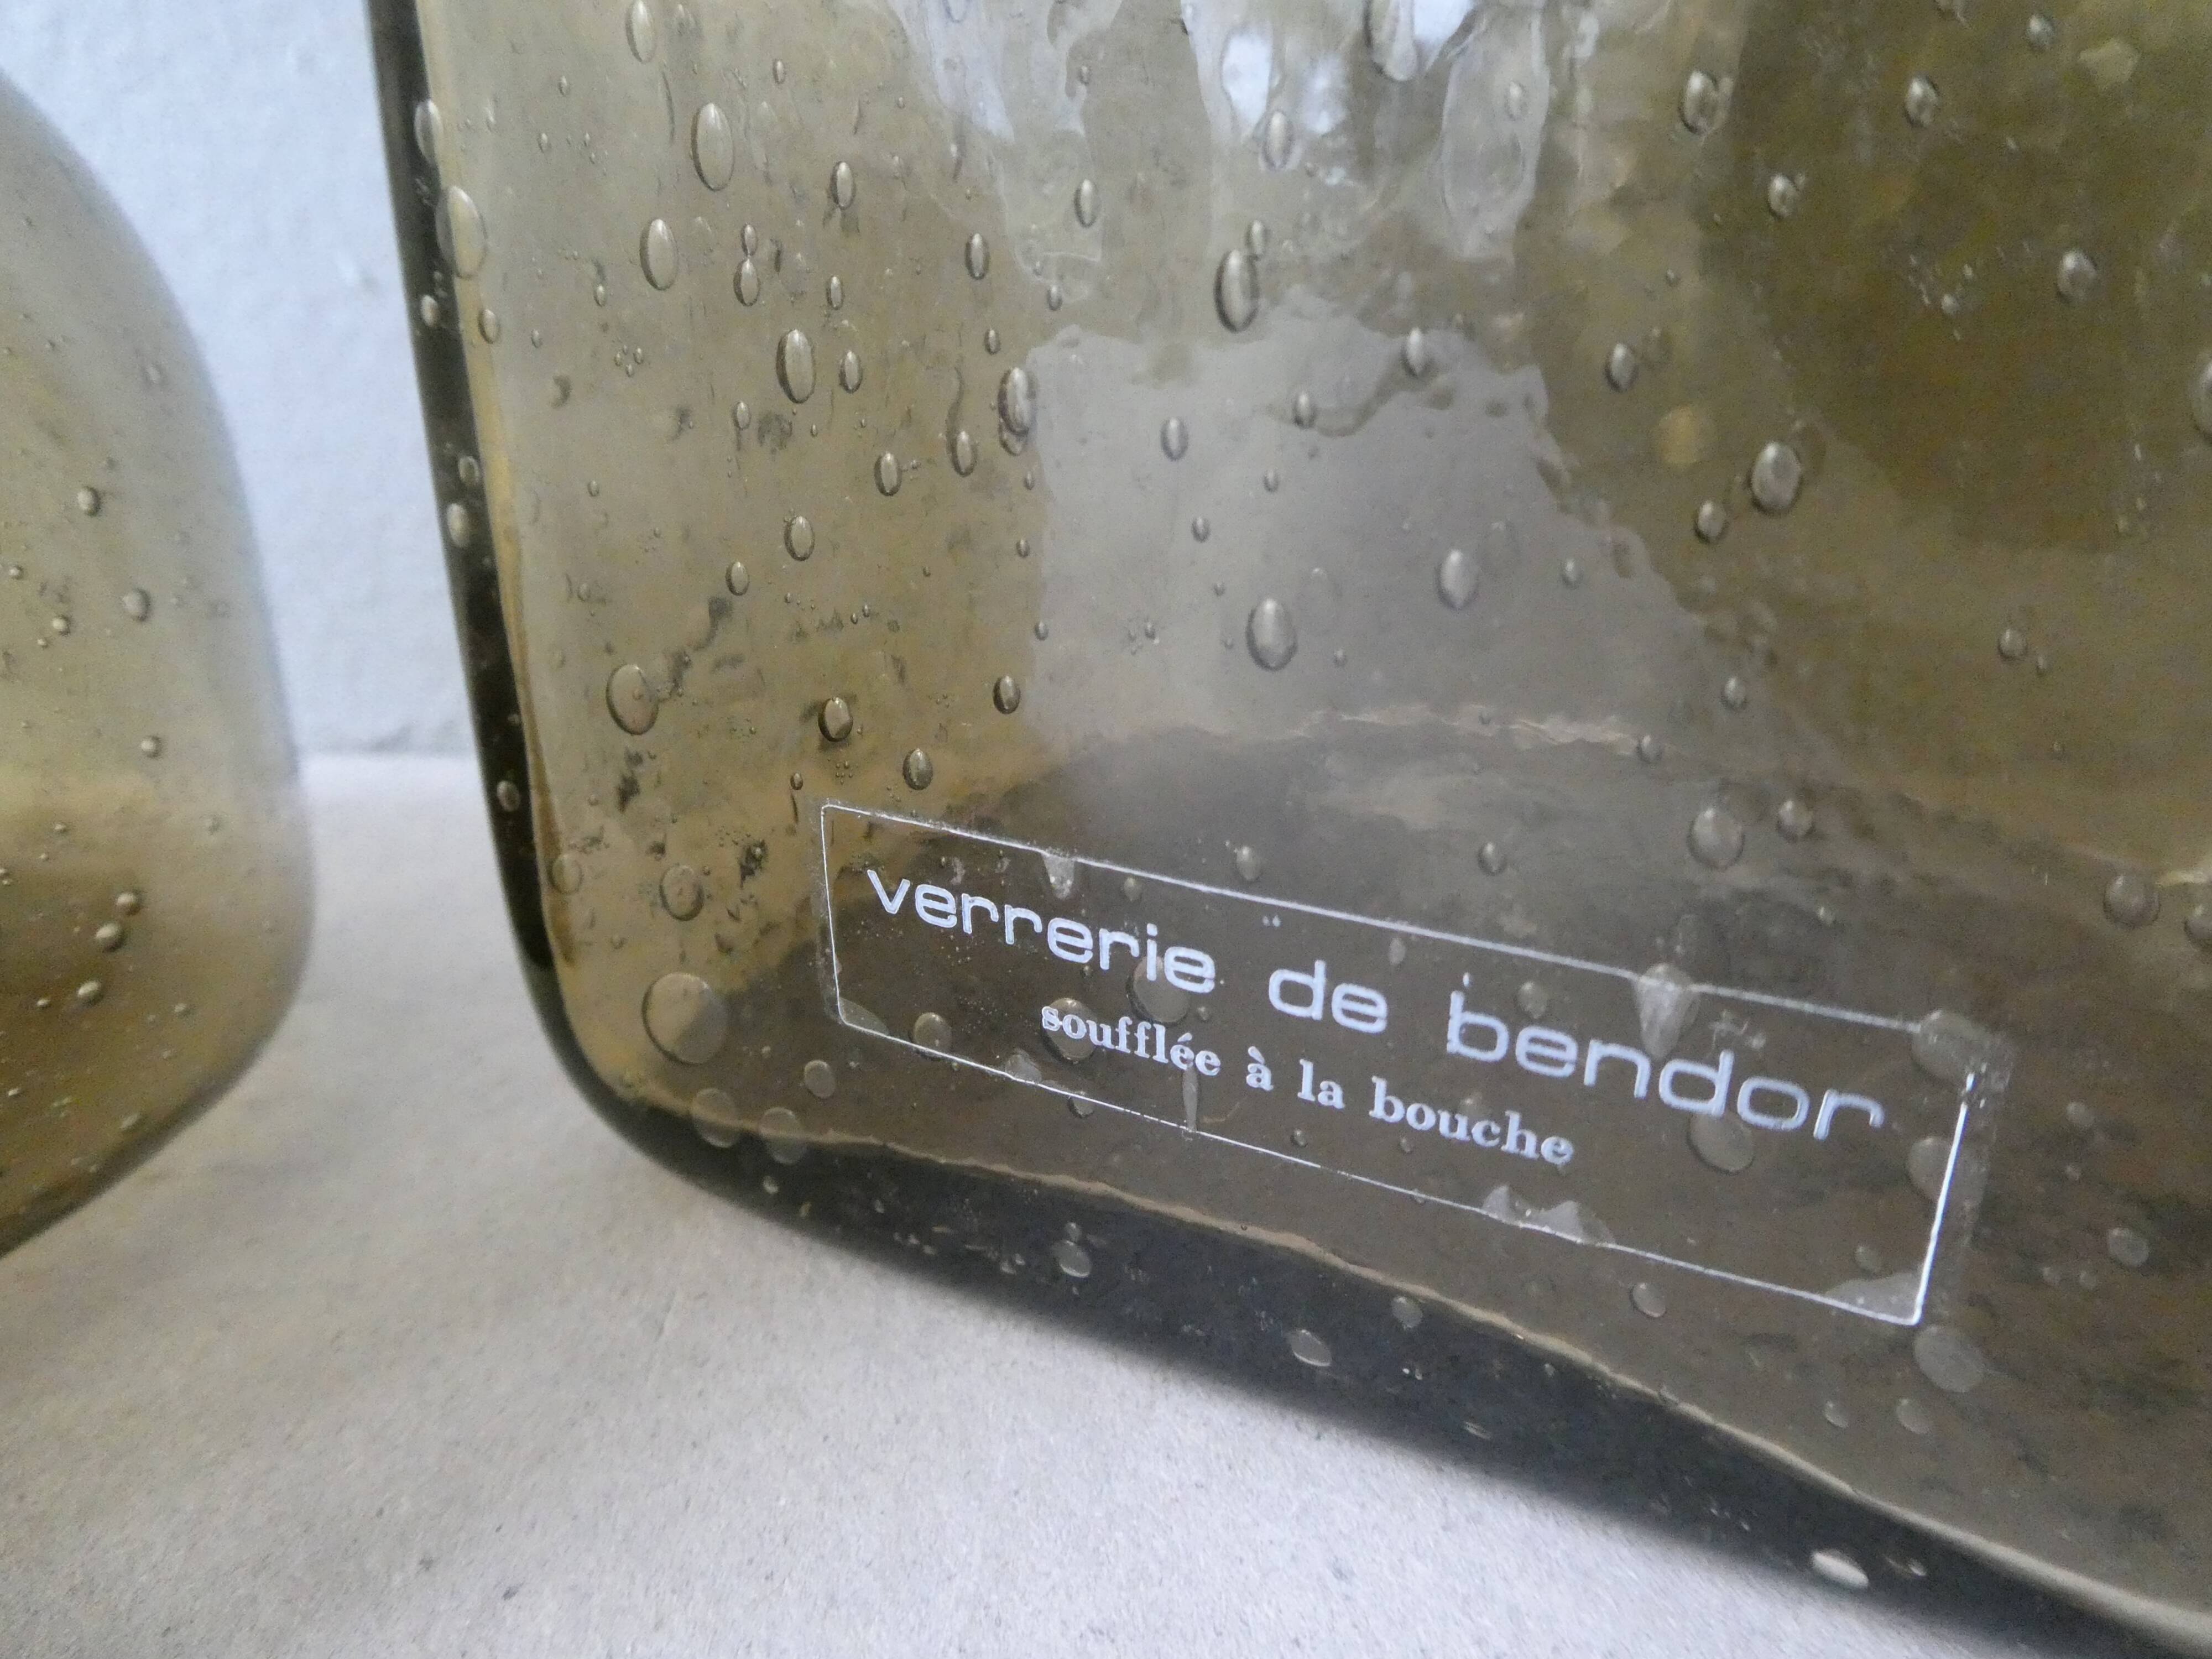 verrerie de bendor
soufflée à la bouche